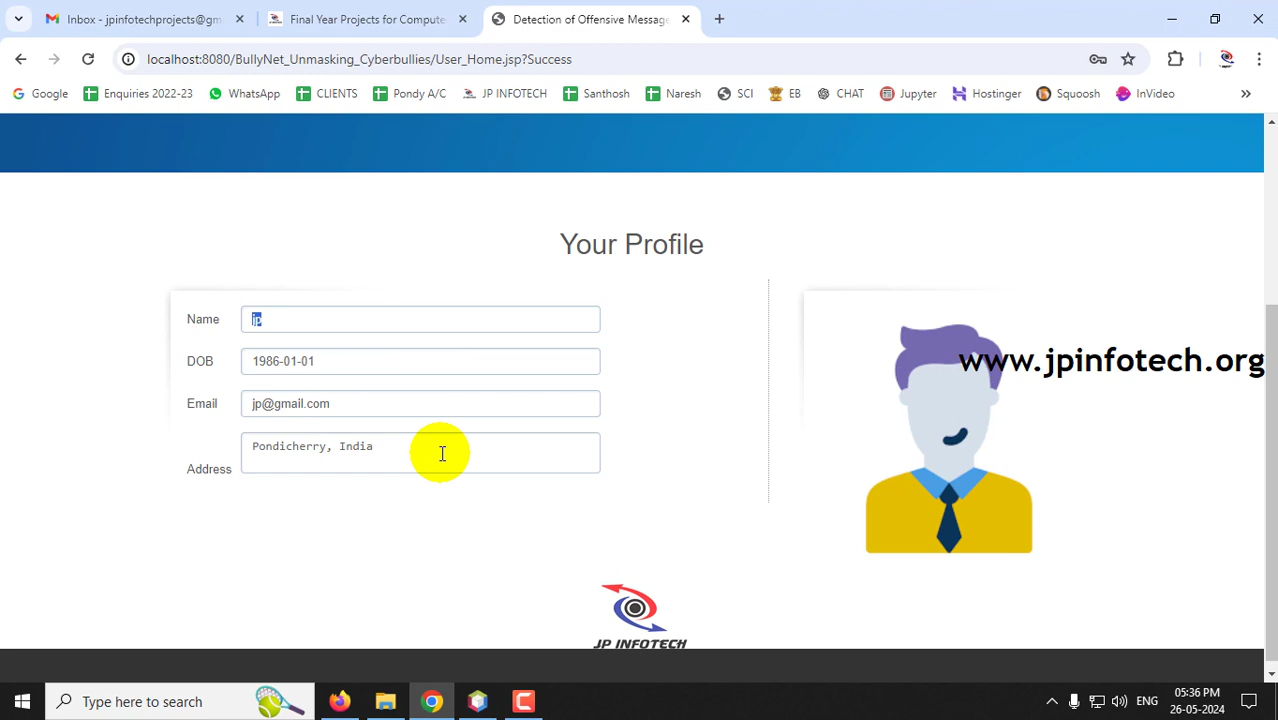 Inbox - jpinfotechprojects@gm
Final Year Projects for Compute
Detection of Offensive Message
localhost:8080/BullyNet_Unmasking_Cyberbullies/User_Home.jsp?Success
Google
Enquiries 2022-23
WhatsApp
CLIENTS
Pondy A/C
JP INFOTECH
Santhosh
Naresh
SCI
EB
CHAT
Jupyter
Hostinger
Squoosh
InVideo
Your Profile
Name
jp
DOB
1986-01-01
Email
jp@gmail.com
Address
Pondicherry, India
www.jpinfotech.org
JP INFOTECH
Type here to search
ENG
05:36 PM
26-05-2024